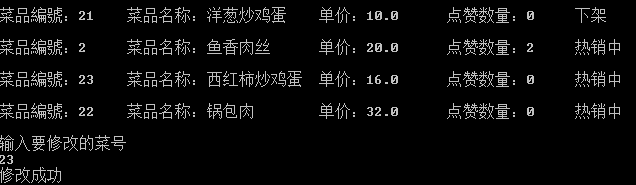 菜品编號：21 菜品名称：洋葱炒鸡蛋 单价：10.0 点赞数量：0 下架
菜品编號：2 菜品名称：鱼香肉丝 单价：20.0 点赞数量：2 热销中
菜品编號：23 菜品名称：西红柿炒鸡蛋 单价：16.0 点赞数量：0 热销中
菜品编號：22 菜品名称：锅包肉 单价：32.0 点赞数量：0 热销中
输入要修改的菜号
23
修改成功